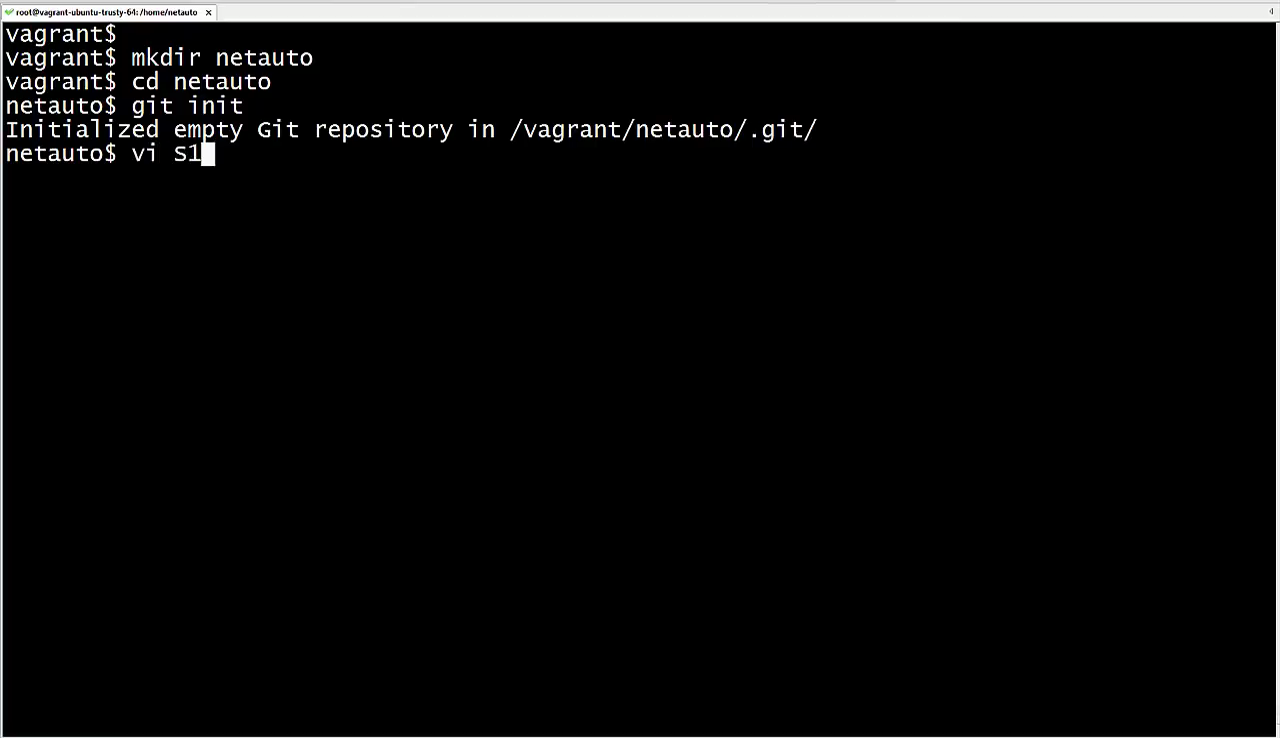 root@vagrant-ubuntu-trusty-64: /home/netauto
vagrant$
vagrant$ mkdir netauto
vagrant$ cd netauto
netauto$ git init
Initialized empty Git repository in /vagrant/netauto/.git/
netauto$ vi S1